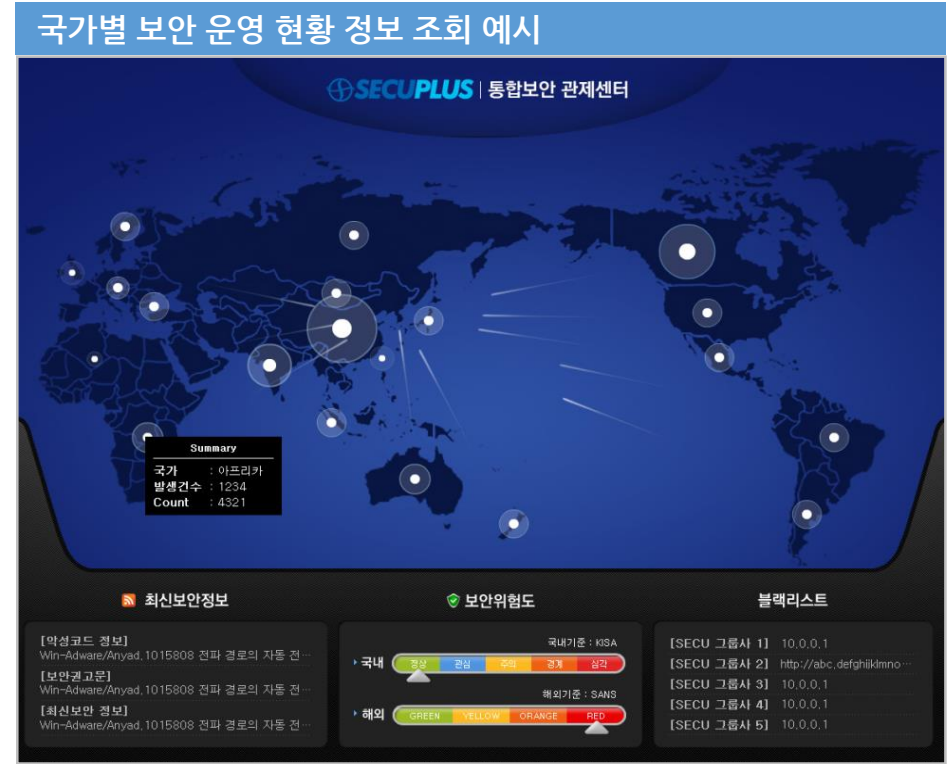 국가별 보안 운영 현황 정보 조회 예시
SECUPLUS | 통합보안 관제센터
Summary
국가 : 아프리카
발생건수 : 1234
Count : 4321
최신보안정보
[악성코드 정보]
Win-Adware/Anyad.1015808 전파 경로의 자동 전…
[보안권고문]
Win-Adware/Anyad.1015808 전파 경로의 자동 전…
[최신보안 정보]
Win-Adware/Anyad.1015808 전파 경로의 자동 전…
보안위험도
국내기준 : KISA
국내 정상 관심 주의 경계 심각
해외기준 : SANS
해외 GREEN YELLOW ORANGE RED
블랙리스트
[SECU 그룹사 1] 10.0.0.1
[SECU 그룹사 2] http://abc.defghiiklmno…
[SECU 그룹사 3] 10.0.0.1
[SECU 그룹사 4] 10.0.0.1
[SECU 그룹사 5] 10.0.0.1